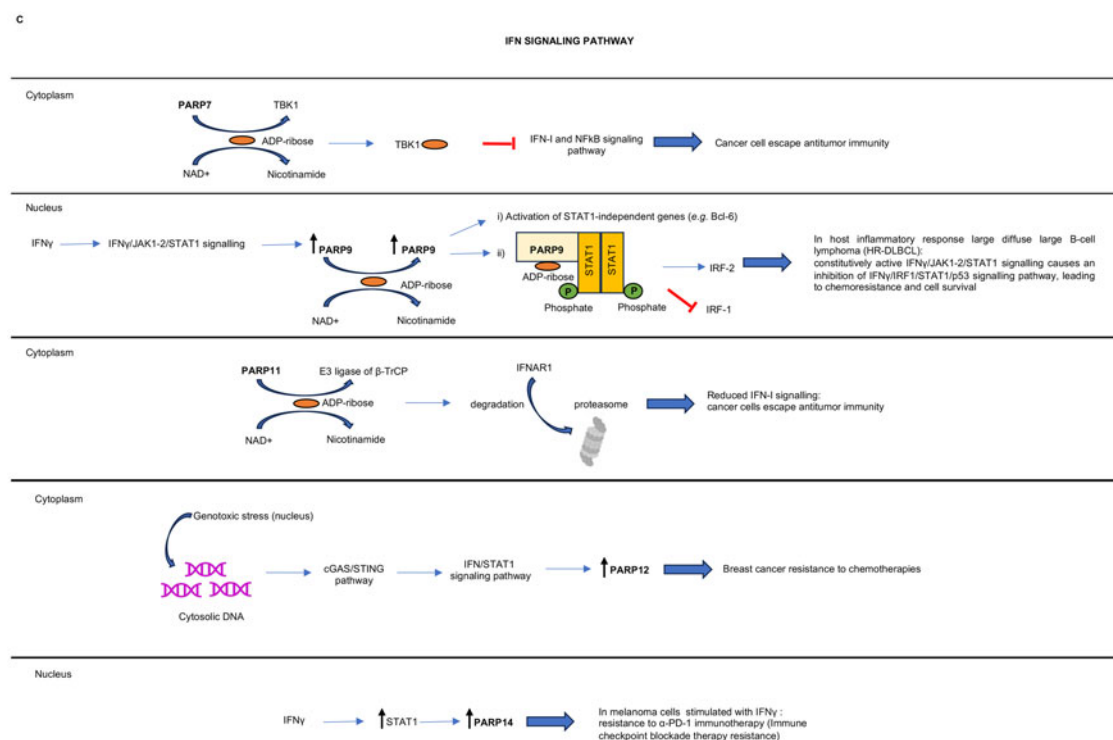 c
IFN SIGNALING PATHWAY
Cytoplasm
PARP7
TBK1
ADP-ribose
NAD+
Nicotinamide
TBK1
IFN-I and NFkB signaling
pathway
Cancer cell escape antitumor immunity
Nucleus
IFNγ
IFNγ/JAK1-2/STAT1 signalling
PARP9
PARP9
ADP-ribose
NAD+
Nicotinamide
i) Activation of STAT1-independent genes (e.g. Bcl-6)
ii)
PARP9
ADP-ribose
STAT1
STAT1
P
P
Phosphate
Phosphate
IRF-2
IRF-1
In host inflammatory response large diffuse large B-cell
lymphoma (HR-DLBCL):
constitutively active IFNγ/JAK1-2/STAT1 signalling causes an
inhibition of IFNγ/IRF1/STAT1/p53 signalling pathway, leading
to chemoresistance and cell survival
Cytoplasm
PARP11
E3 ligase of β-TrCP
ADP-ribose
NAD+
Nicotinamide
IFNAR1
degradation
proteasome
Reduced IFN-I signalling:
cancer cells escape antitumor immunity
Cytoplasm
Genotoxic stress (nucleus)
Cytosolic DNA
cGAS/STING
pathway
IFN/STAT1
signaling pathway
PARP12
Breast cancer resistance to chemotherapies
Nucleus
IFNγ
STAT1
PARP14
In melanoma cells stimulated with IFNγ :
resistance to α-PD-1 immunotherapy (Immune
checkpoint blockade therapy resistance)